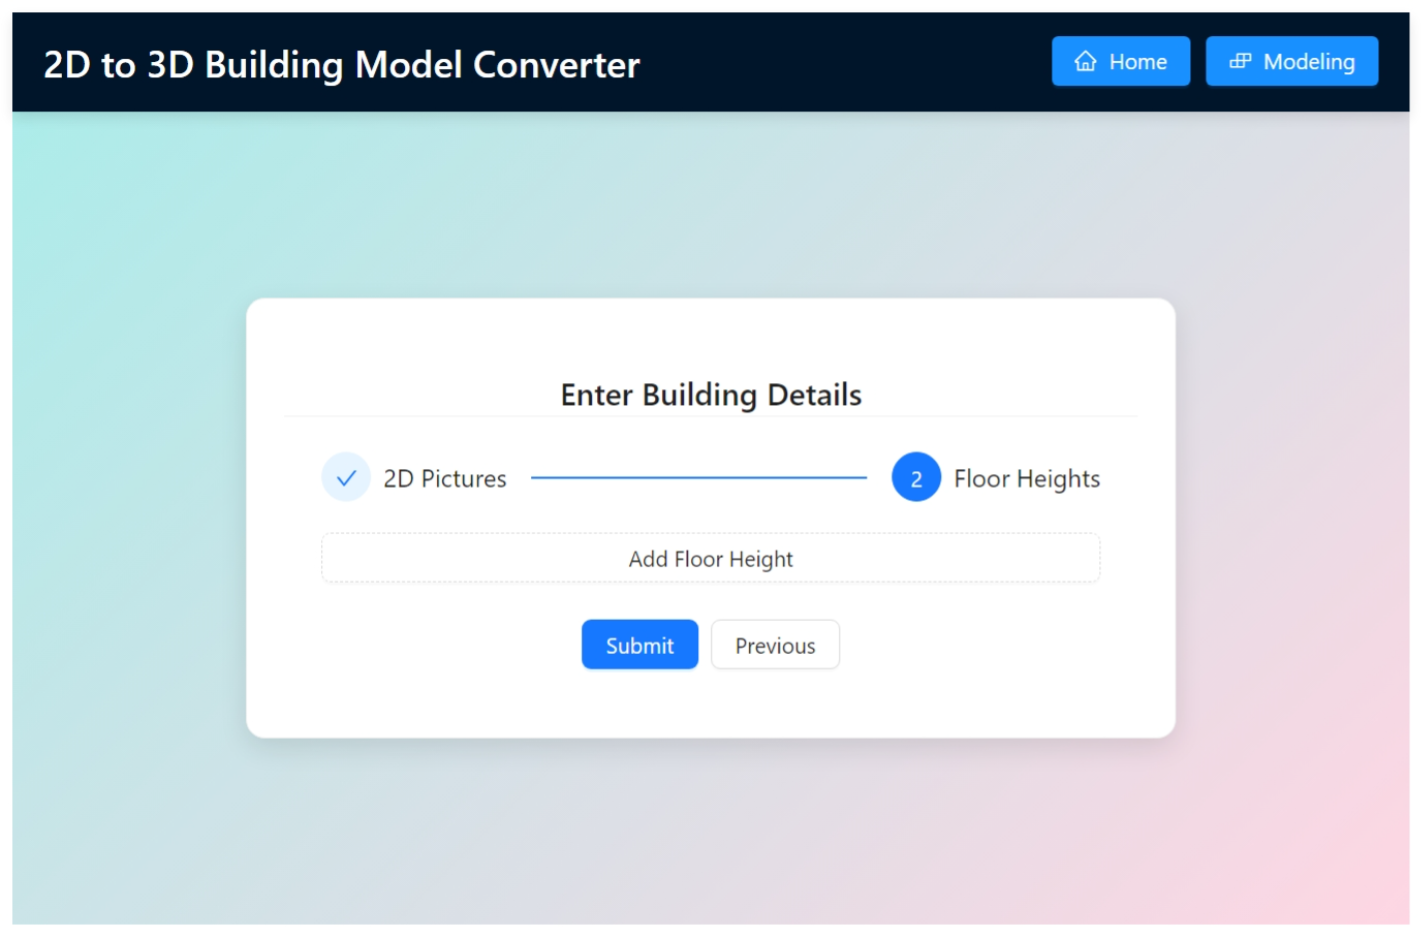 2D to 3D Building Model Converter
Home
Modeling
Enter Building Details
2D Pictures
2
Floor Heights
Add Floor Height
Submit
Previous